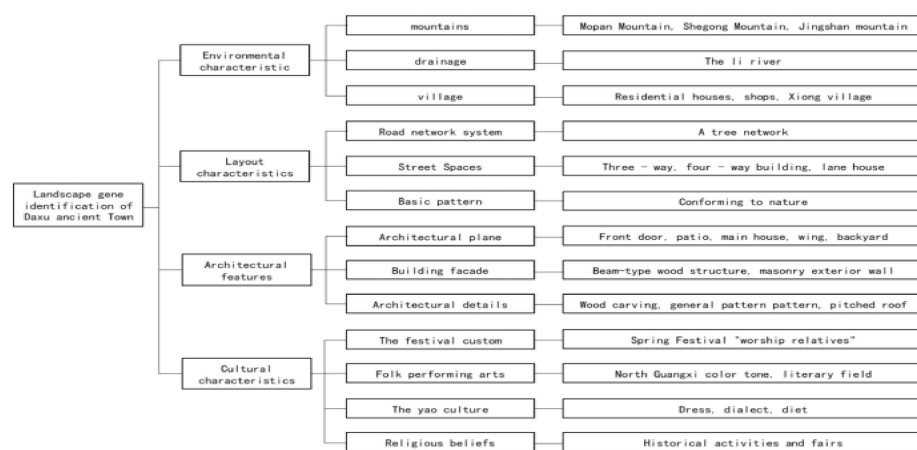 Landscape gene
identification of
Daxu ancient Town
Environmental
characteristic
mountains
Mopan Mountain, Shegong Mountain, Jingshan mountain
drainage
The li river
village
Residential houses, shops, Xiong village
Layout
characteristics
Road network system
A tree network
Street Spaces
Three - way, four - way building, lane house
Basic pattern
Conforming to nature
Architectural
features
Architectural plane
Front door, patio, main house, wing, backyard
Building facade
Beam-type wood structure, masonry exterior wall
Architectural details
Wood carving, general pattern pattern, pitched roof
Cultural
characteristics
The festival custom
Spring Festival "worship relatives"
Folk performing arts
North Guangxi color tone, literary field
The yao culture
Dress, dialect, diet
Religious beliefs
Historical activities and fairs